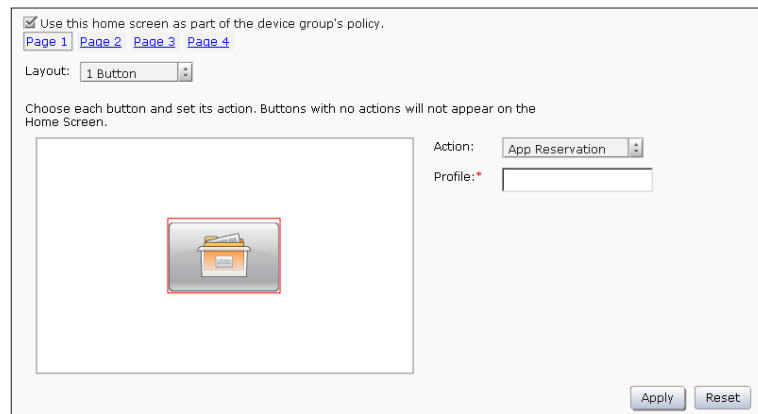 Use this home screen as part of the device group's policy.
Page 1 Page 2 Page 3 Page 4
Layout: 1 Button
Choose each button and set its action. Buttons with no actions will not appear on the
Home Screen.
Action: App Reservation
Profile:*
Apply Reset